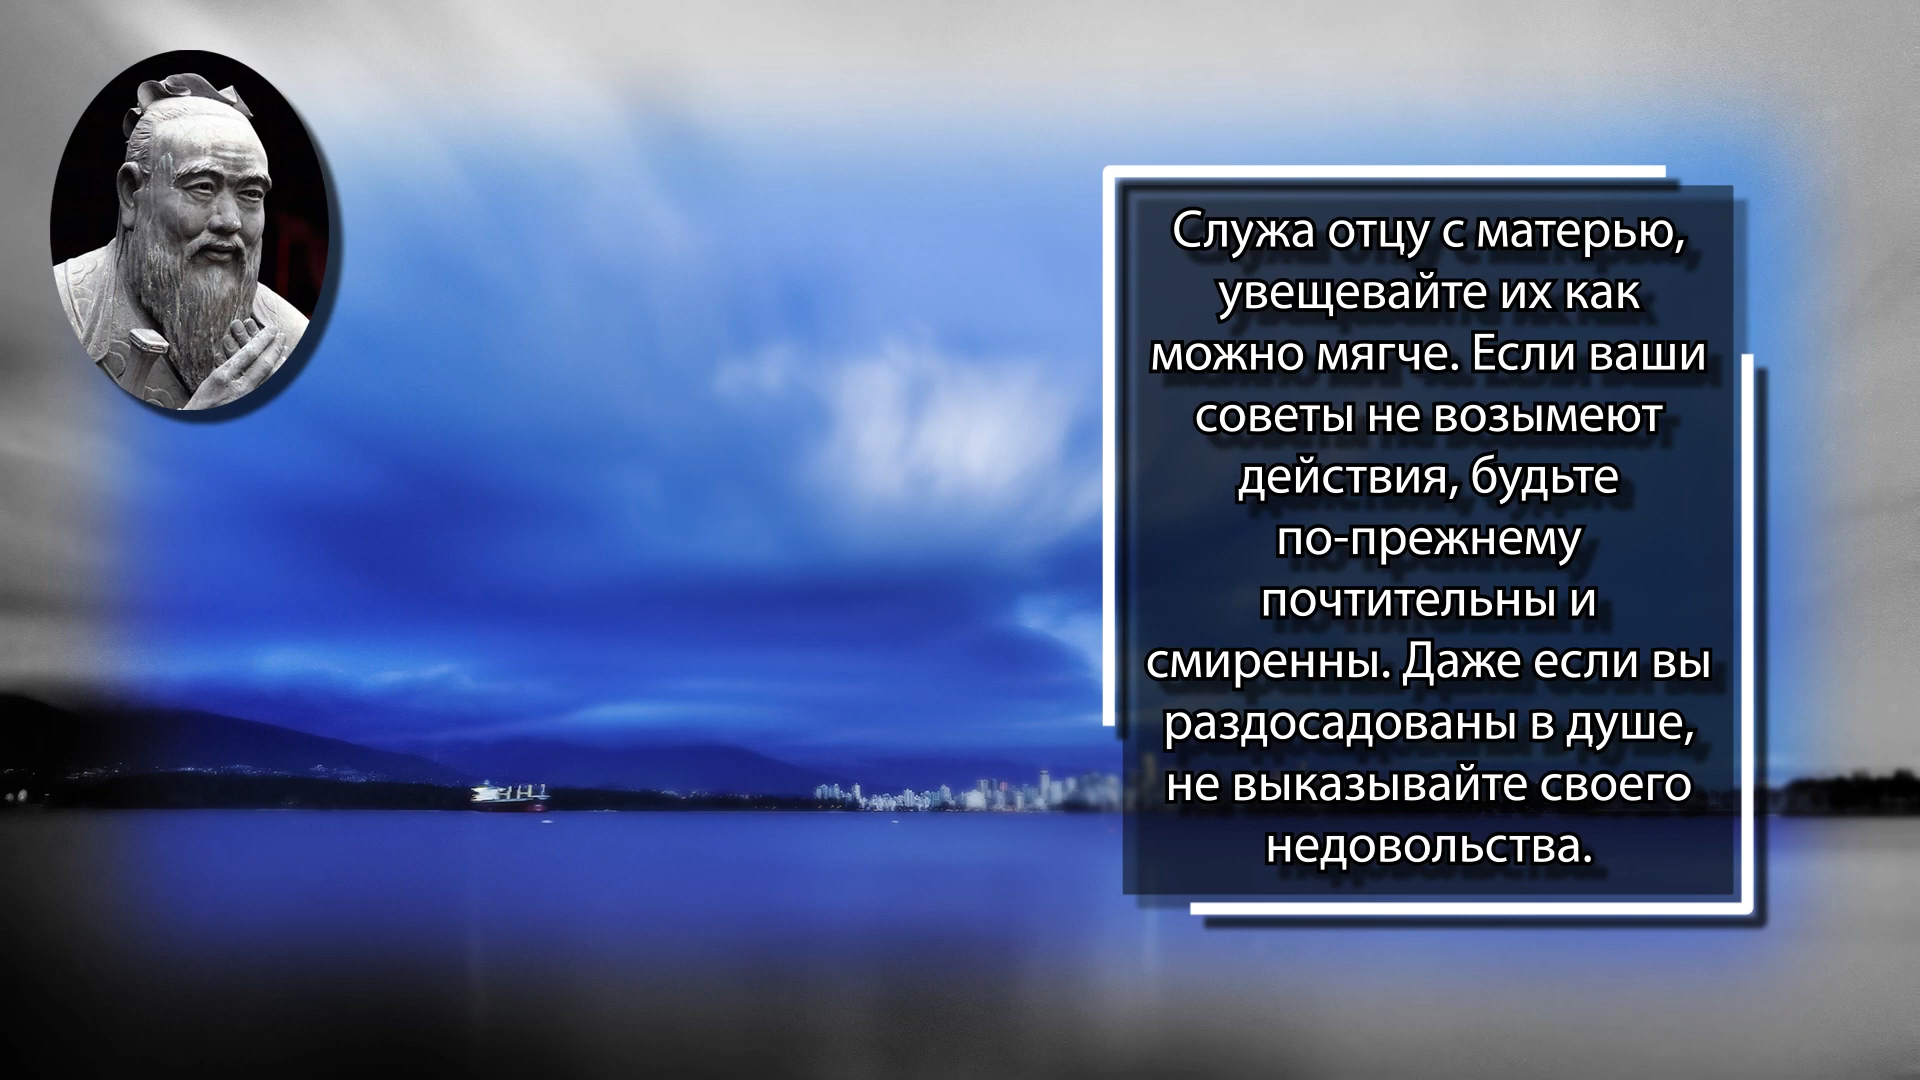 Служа отцу с матерью,
увещевайте их как
можно мягче. Если ваши
советы не возымеют
действия, будьте
по-прежнему
почтительны и
смиренны. Даже если вы
раздосадованы в душе,
не выказывайте своего
недовольства.